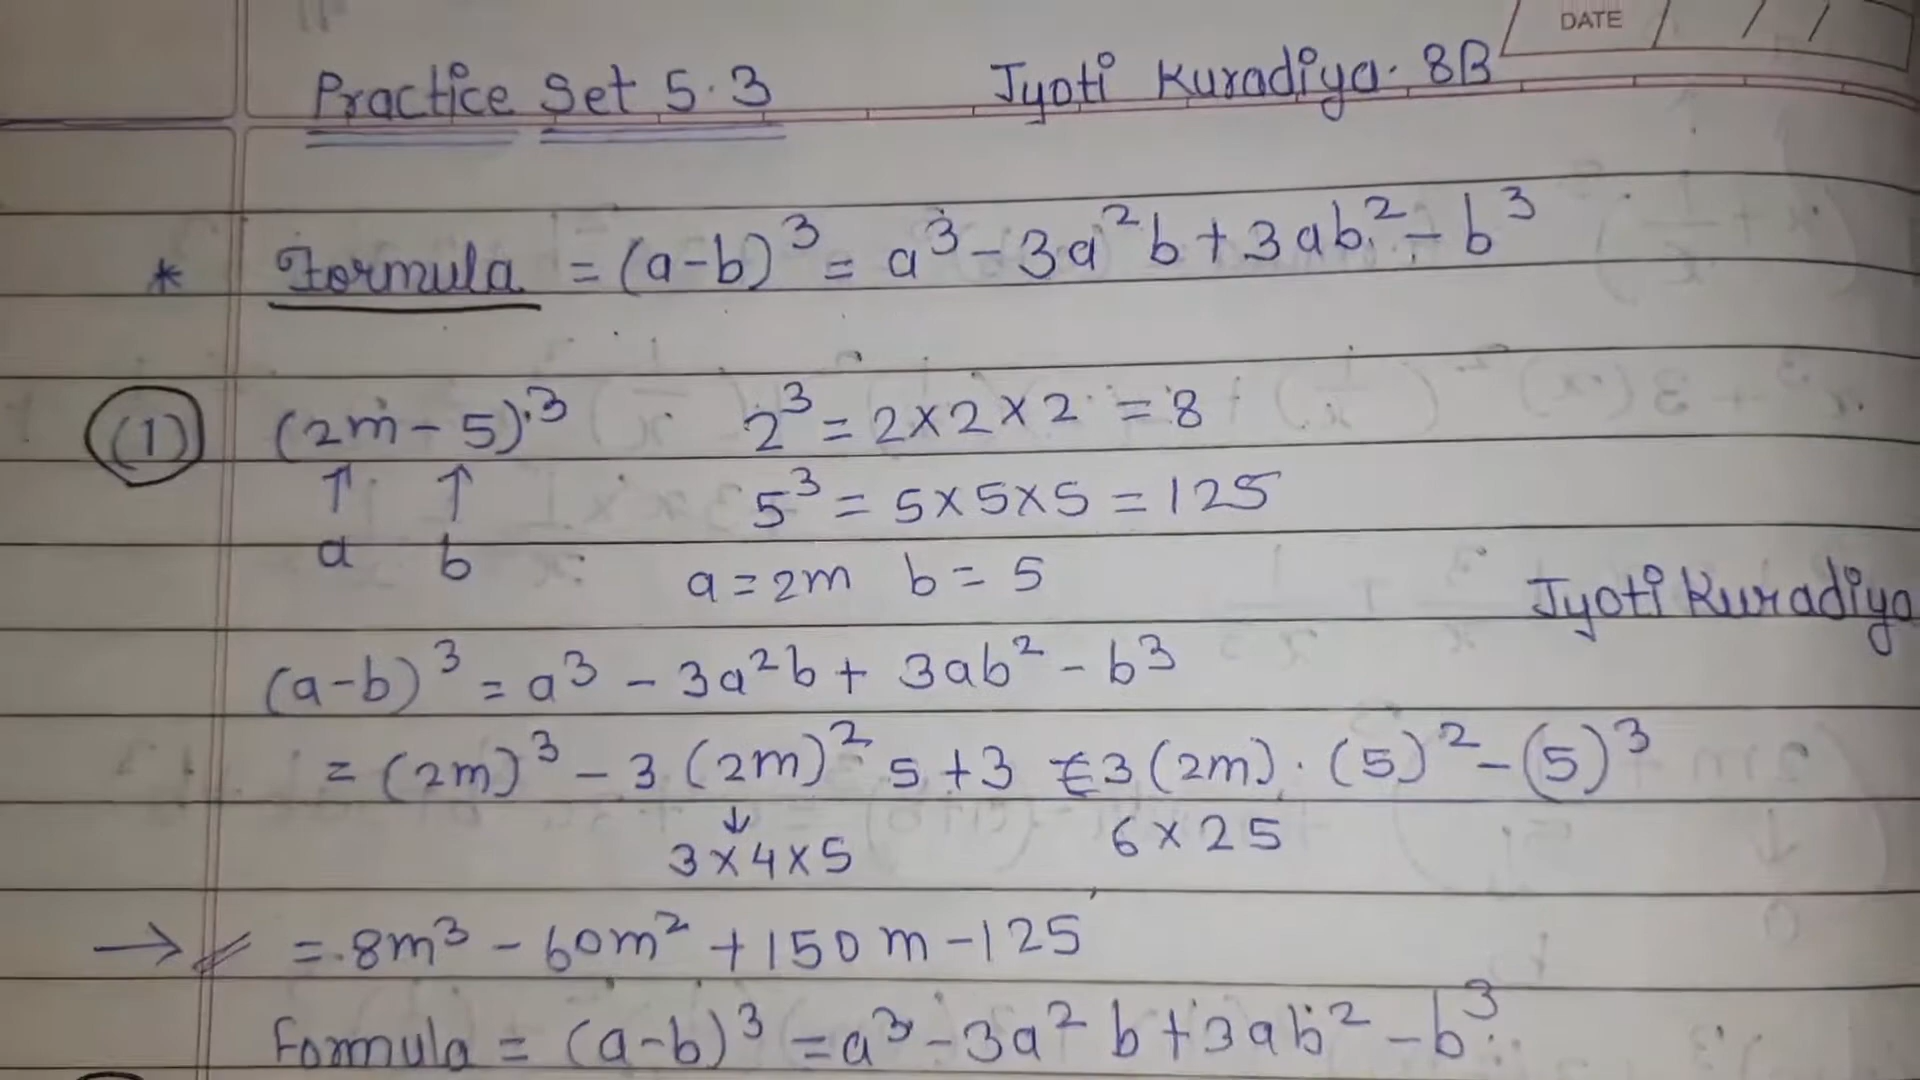 DATE / /
Practice Set 5.3 Jyoti Kuradiya. 8B
* Formula = (a-b)³ = a³ - 3a²b + 3ab² - b³
(1) (2m - 5)³ 2³ = 2 × 2 × 2 = 8
↑ ↑ 5³ = 5 × 5 × 5 = 125
a b a = 2m b = 5
Jyoti Kuradiya
(a-b)³ = a³ - 3a²b + 3ab² - b³
= (2m)³ - 3 (2m)² 5 + 3 (2m) · (5)² - (5)³
↓
3 × 4 × 5 6 × 25
→ = 8m³ - 60m² + 150m - 125
Formula = (a-b)³ = a³ - 3a²b + 3ab² - b³